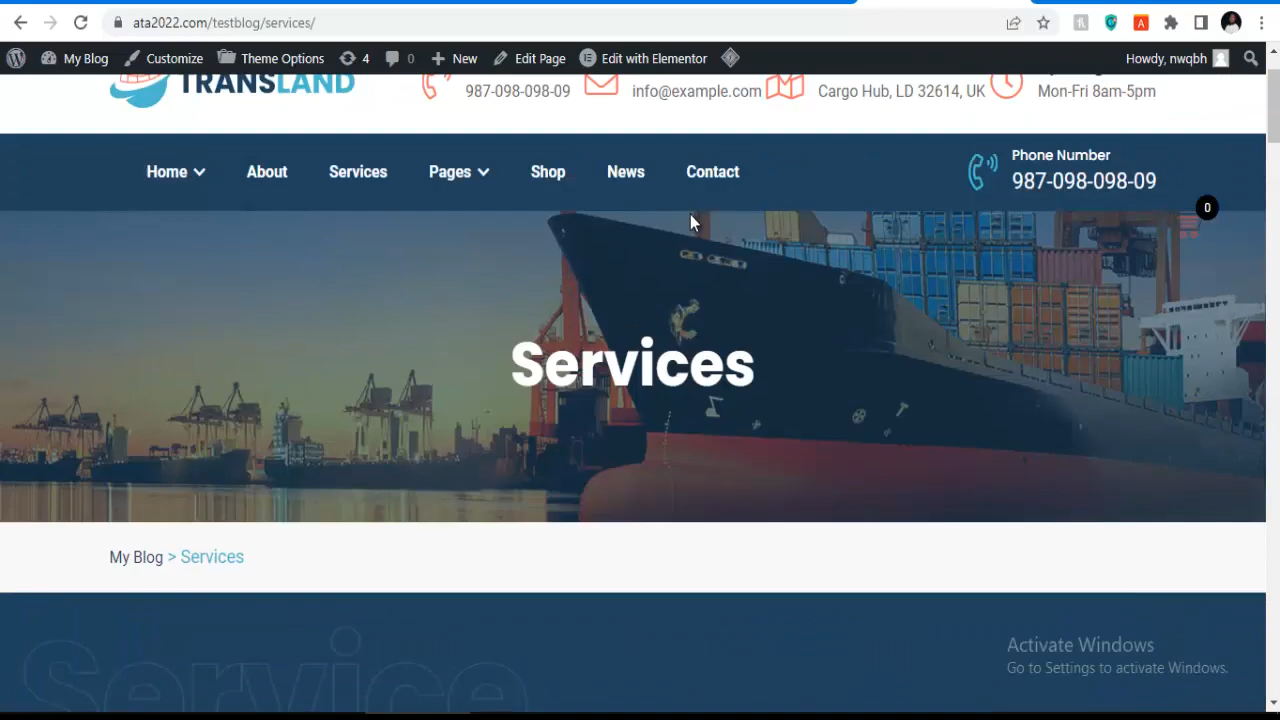 ata2022.com/testblog/services/
My Blog Customize Theme Options 4 0 New Edit Page Edit with Elementor Howdy, nwqbh
TRANSLAND
987-098-098-09 info@example.com Cargo Hub, LD 32614, UK Mon-Fri 8am-5pm
Home About Services Pages Shop News Contact
Phone Number
987-098-098-09
0
Services
My Blog > Services
Service
Activate Windows
Go to Settings to activate Windows.